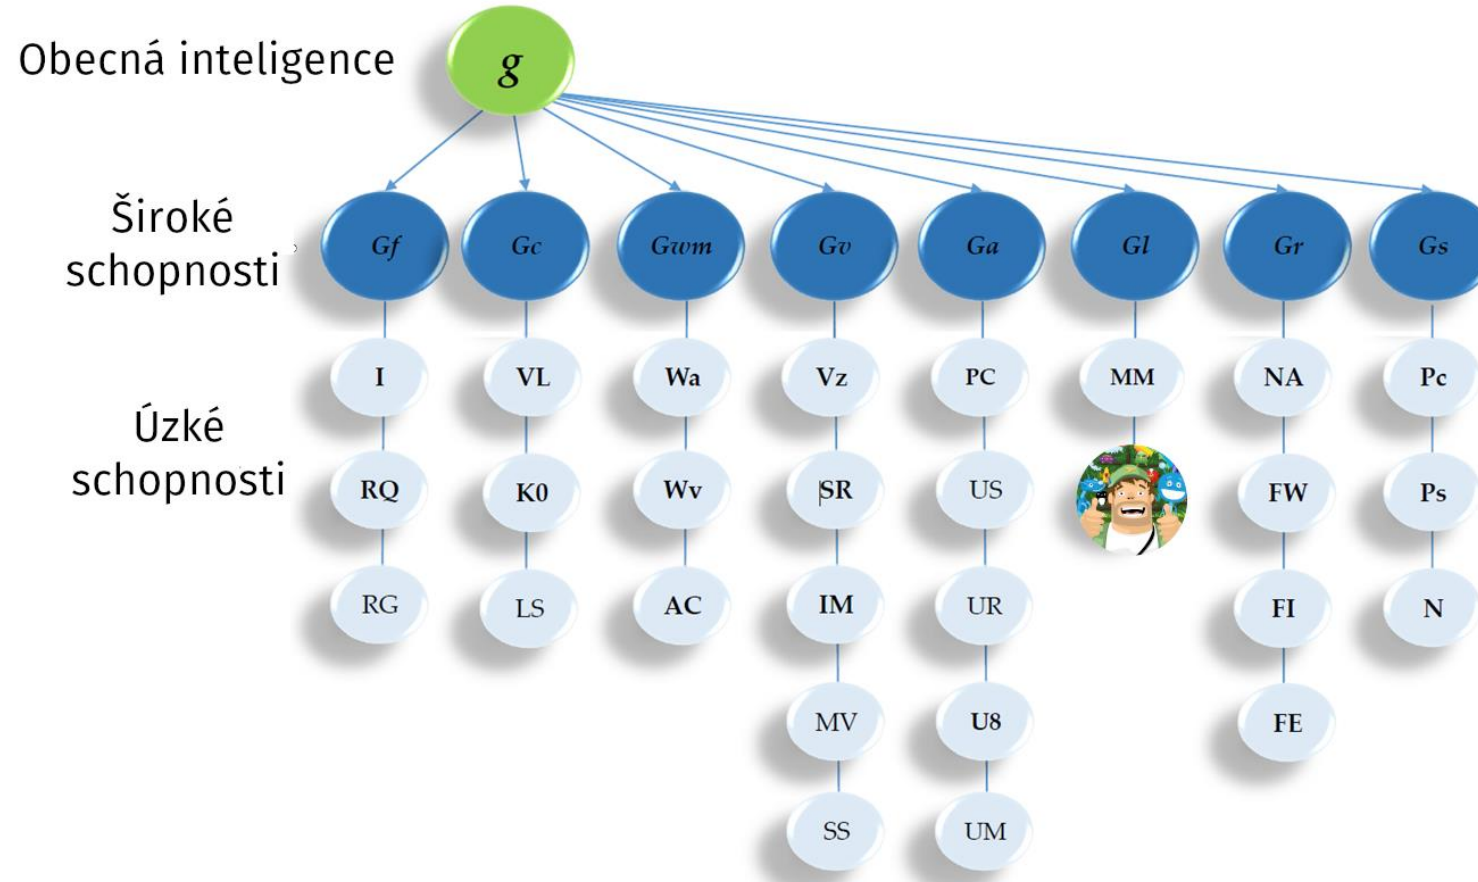 Obecná inteligence
g
Široké
schopnosti
Gf Gc Gwm Gv Ga Gl Gr Gs
Úzké
schopnosti
I VL Wa Vz PC MM NA Pc
RQ K0 Wv SR US FW Ps
RG LS AC IM UR FI N
MV U8 FE
SS UM